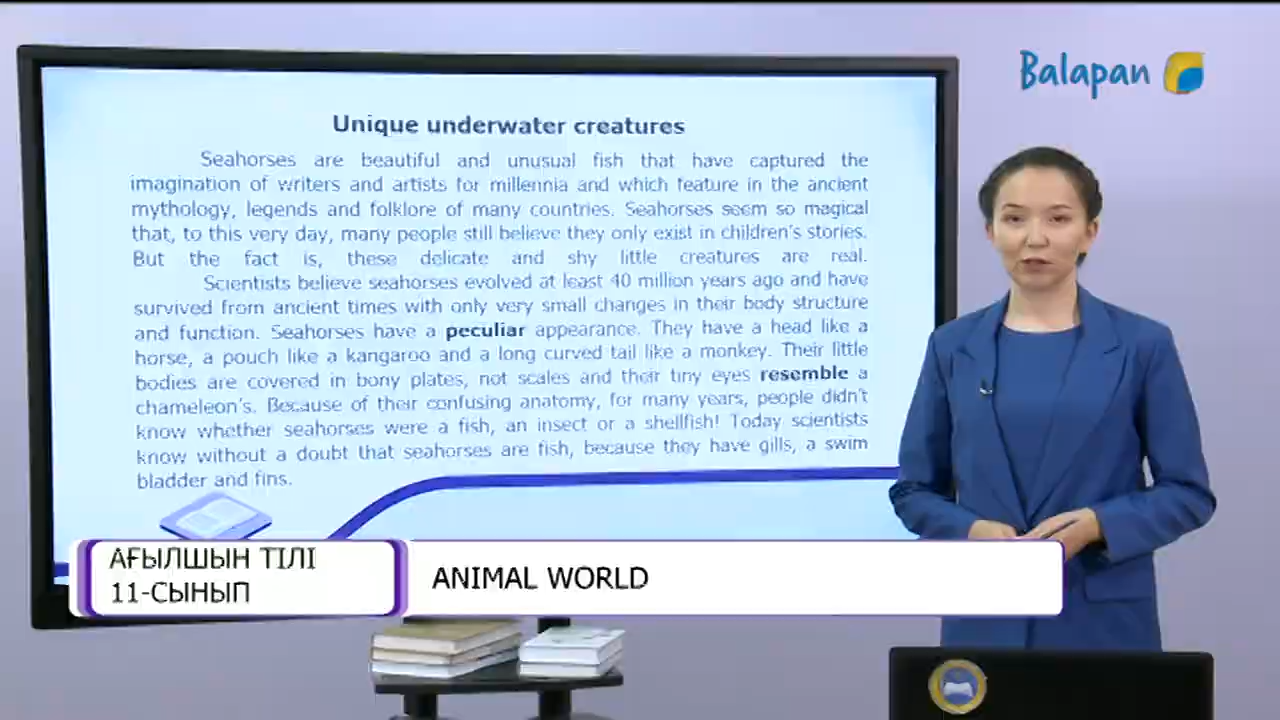 Balapan
Unique underwater creatures
Seahorses are beautiful and unusual fish that have captured the
imagination of writers and artists for millennia and which feature in the ancient
mythology, legends and folklore of many countries. Seahorses seem so magical
that, to this very day, many people still believe they only exist in children's stories.
But the fact is, these delicate and shy little creatures are real.
Scientists believe seahorses evolved at least 40 million years ago and have
survived from ancient times with only very small changes in their body structure
and function. Seahorses have a peculiar appearance. They have a head like a
horse, a pouch like a kangaroo and a long curved tail like a monkey. Their little
bodies are covered in bony plates, not scales and their tiny eyes resemble a
chameleon's. Because of their confusing anatomy, for many years, people didn't
know whether seahorses were a fish, an insect or a shellfish! Today scientists
know without a doubt that seahorses are fish, because they have gills, a swim
bladder and fins.
АҒЫЛШЫН ТІЛІ
11-СЫНЫП
ANIMAL WORLD